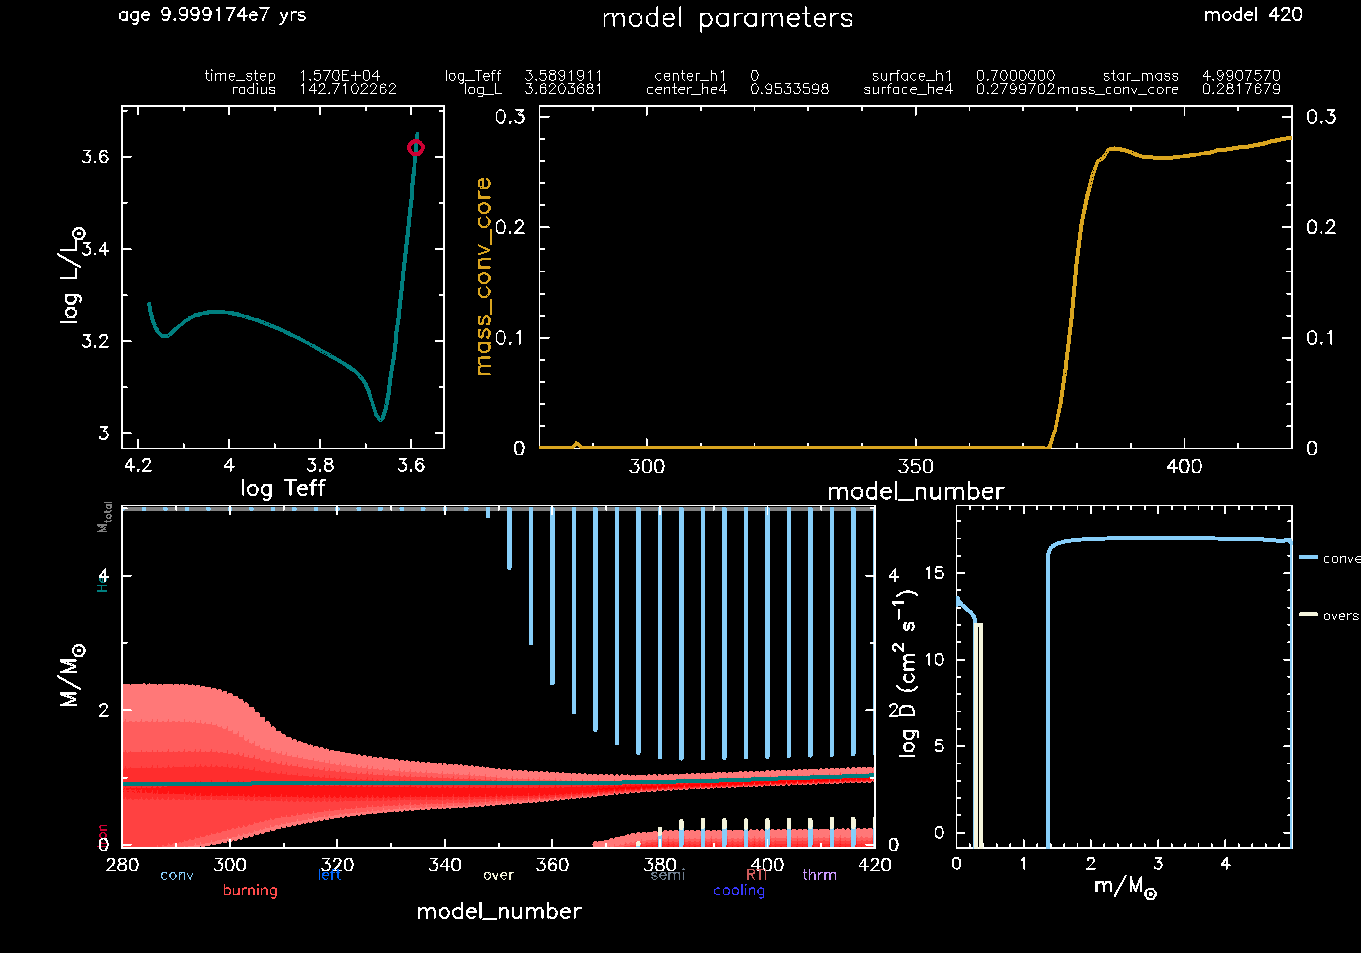 age 9.999174e7 yrs
model parameters
model 420
time_step 1.570E+04 log_Teff 3.5891911 center_h1 0 surface_h1 0.7000000 star_mass 4.9907570
radius 142.7102262 log_L 3.6203681 center_he4 0.9533598 surface_he4 0.2799702 mass_conv_core 0.2817679
log L/L⊙
3.6
3.4
3.2
3
4.2 4 3.8 3.6
log Teff
mass_conv_core
0.3
0.2
0.1
0
0.3
0.2
0.1
0
300 350 400
model_number
M/M⊙
Mtotal
4
2
0
4
2
0
280 300 320 340 360 380 400 420
conv left over semi RTI thrm
burning cooling
model_number
log D (cm² s⁻¹)
15
10
5
0
0 1 2 3 4
m/M⊙
conve
overs